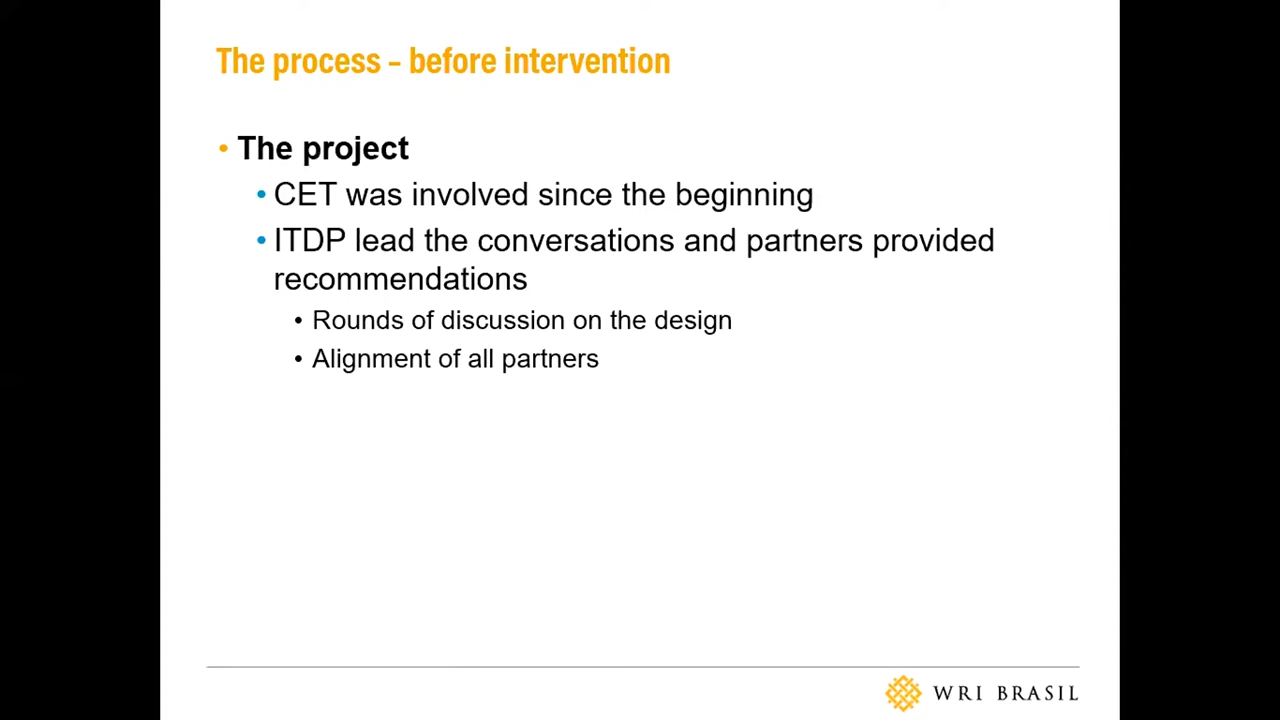 The process – before intervention
• The project
• CET was involved since the beginning
• ITDP lead the conversations and partners provided
recommendations
• Rounds of discussion on the design
• Alignment of all partners
WRI BRASIL